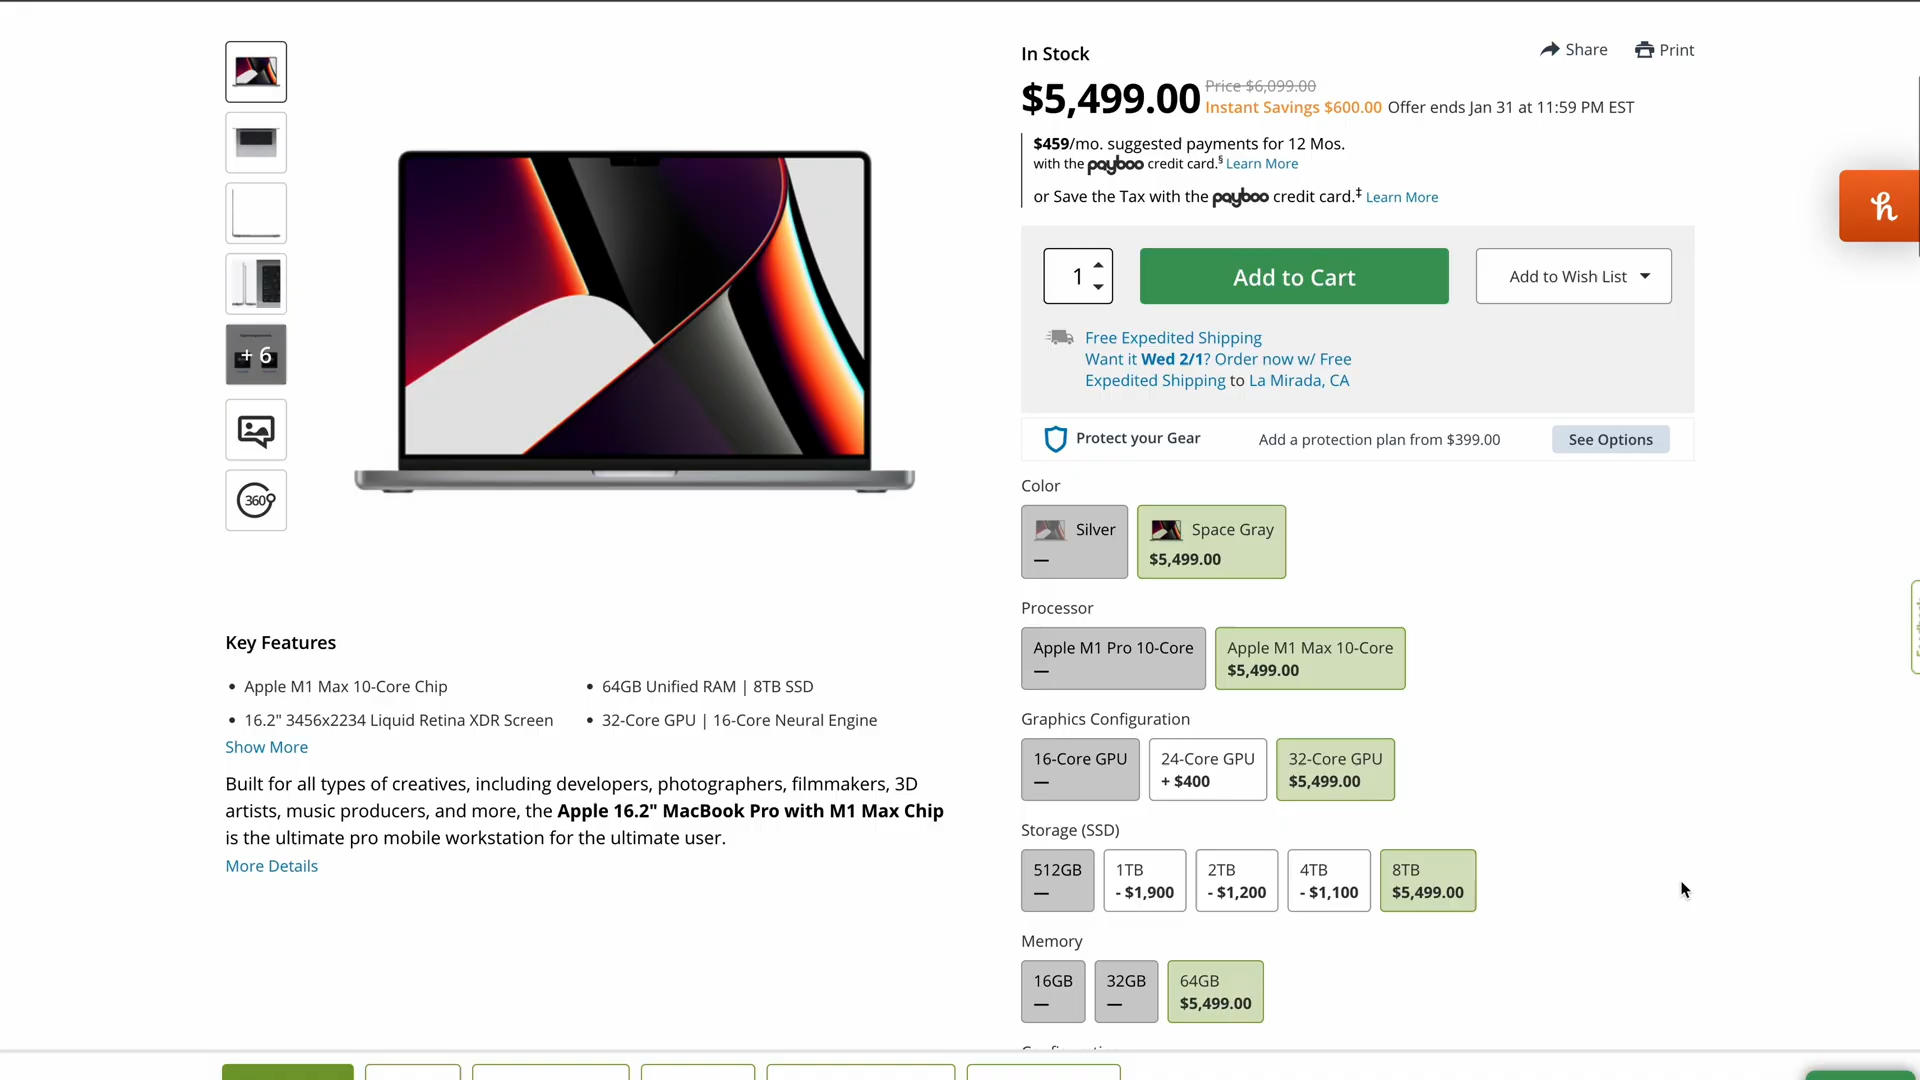 In Stock
Share
Print
$5,499.00
Price $6,099.00
Instant Savings $600.00 Offer ends Jan 31 at 11:59 PM EST
$459/mo. suggested payments for 12 Mos.
with the payboo credit card.§ Learn More
or Save the Tax with the payboo credit card.‡ Learn More
1
Add to Cart
Add to Wish List
Free Expedited Shipping
Want it Wed 2/1? Order now w/ Free
Expedited Shipping to La Mirada, CA
Protect your Gear
Add a protection plan from $399.00
See Options
+ 6
360°
Color
Silver
—
Space Gray
$5,499.00
Processor
Apple M1 Pro 10-Core
—
Apple M1 Max 10-Core
$5,499.00
Graphics Configuration
16-Core GPU
—
24-Core GPU
+ $400
32-Core GPU
$5,499.00
Storage (SSD)
512GB
—
1TB
- $1,900
2TB
- $1,200
4TB
- $1,100
8TB
$5,499.00
Memory
16GB
—
32GB
—
64GB
$5,499.00
Key Features
• Apple M1 Max 10-Core Chip
• 64GB Unified RAM | 8TB SSD
• 16.2" 3456x2234 Liquid Retina XDR Screen
• 32-Core GPU | 16-Core Neural Engine
Show More
Built for all types of creatives, including developers, photographers, filmmakers, 3D
artists, music producers, and more, the Apple 16.2" MacBook Pro with M1 Max Chip
is the ultimate pro mobile workstation for the ultimate user.
More Details